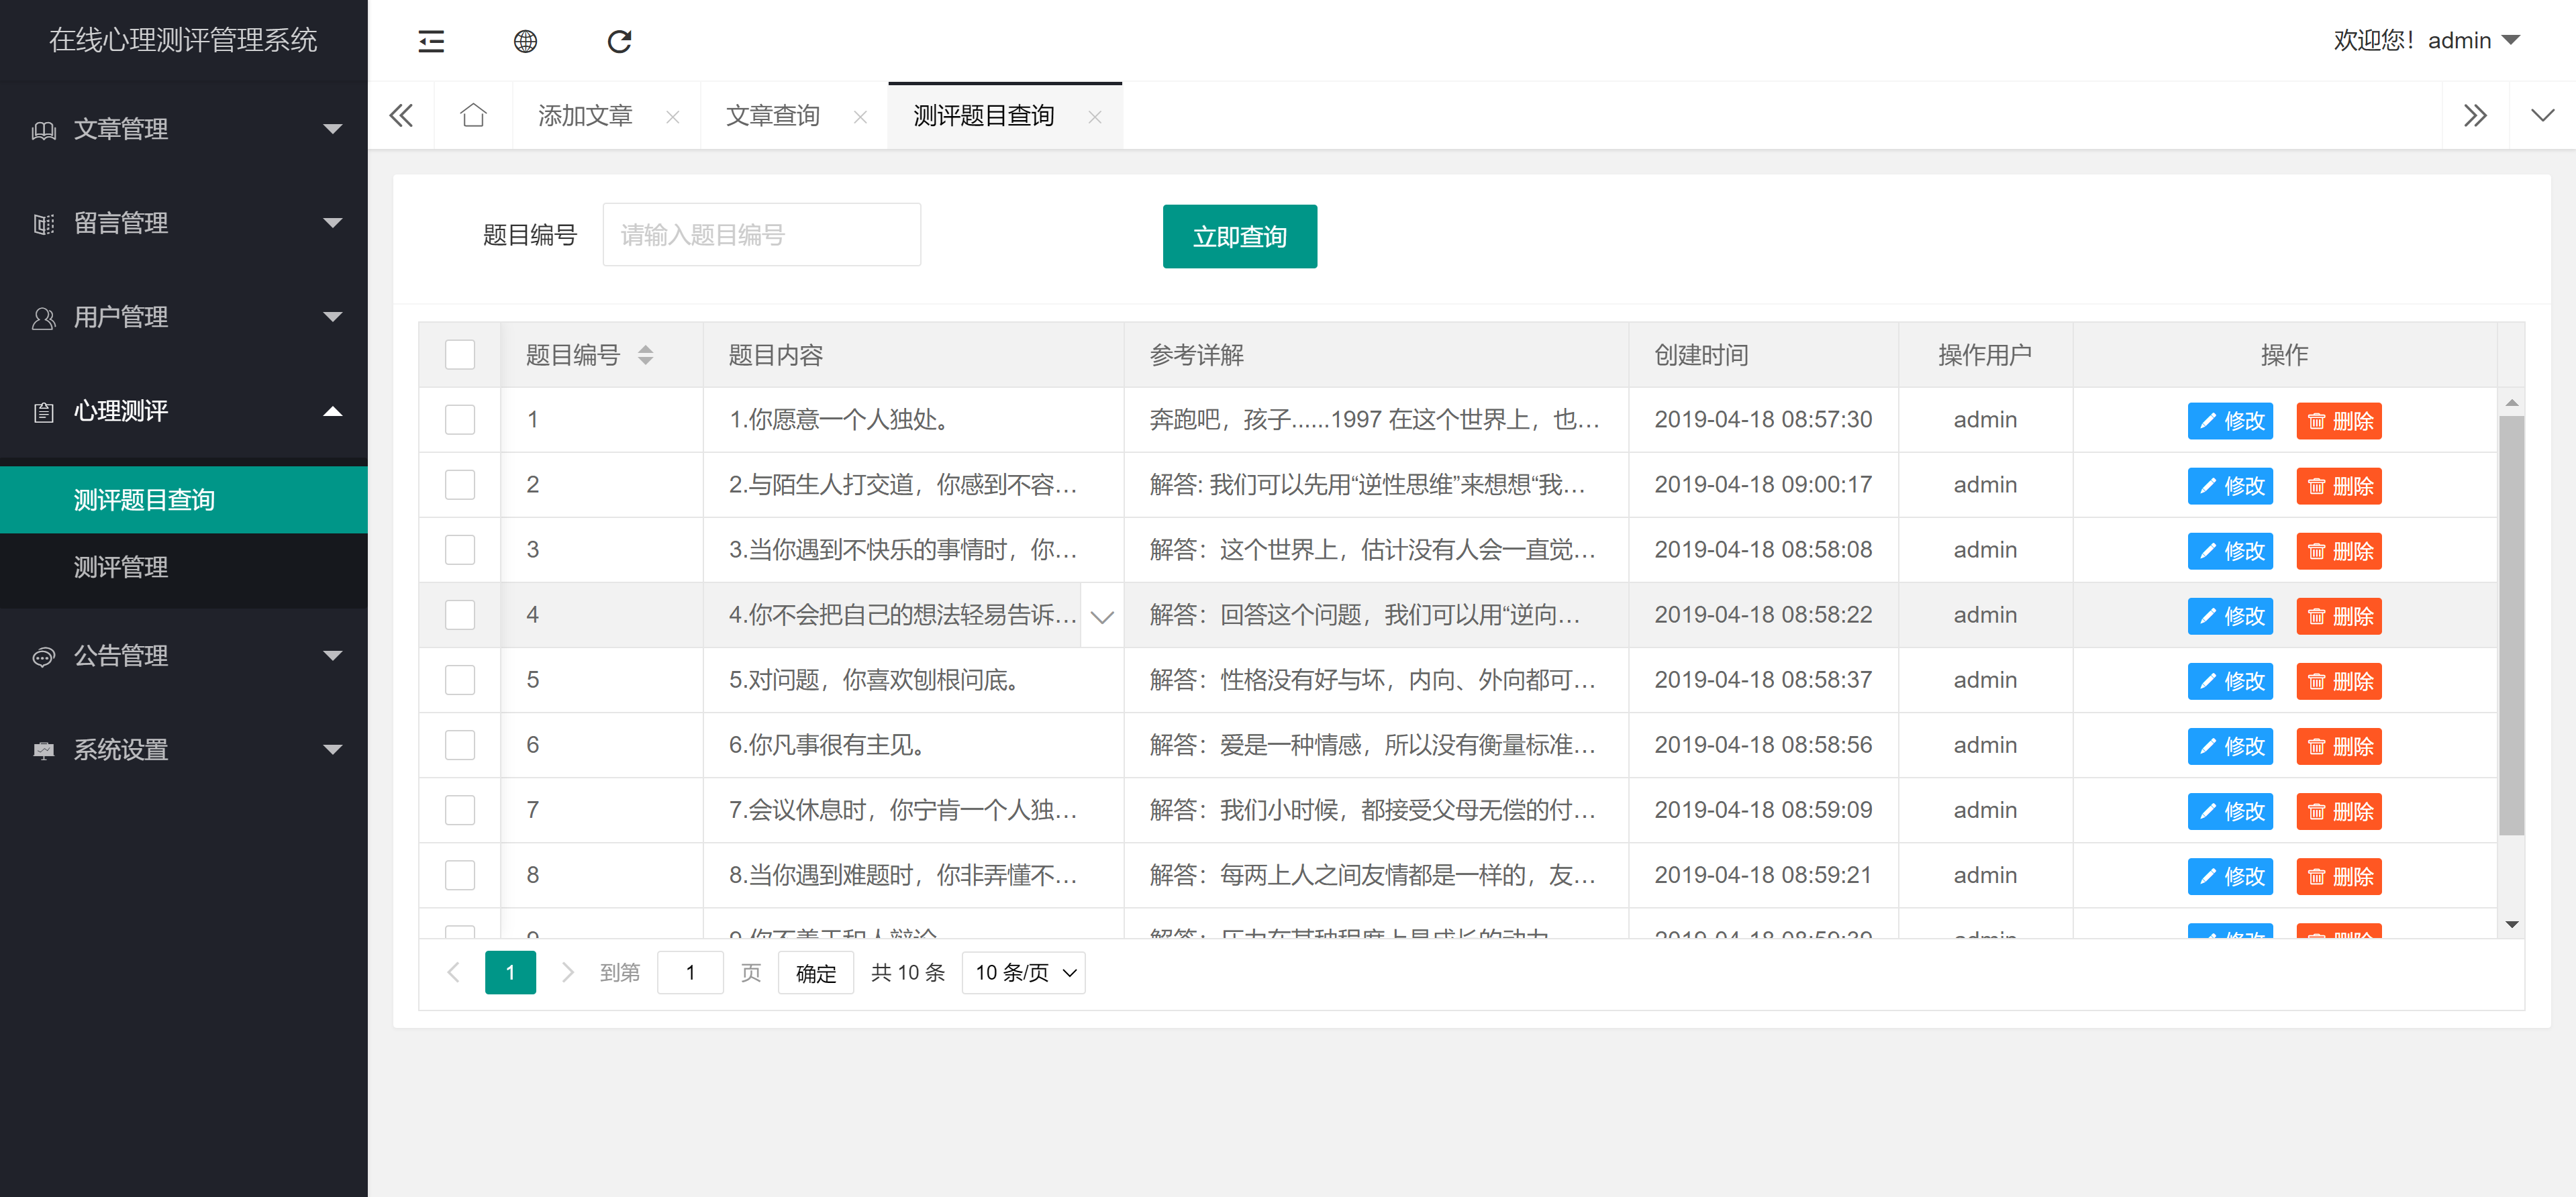 在线心理测评管理系统
欢迎您！admin
文章管理
留言管理
用户管理
心理测评
测评题目查询
测评管理
公告管理
系统设置
添加文章 文章查询 测评题目查询
题目编号 请输入题目编号 立即查询
题目编号 题目内容 参考详解 创建时间 操作用户 操作
1 1.你愿意一个人独处。 奔跑吧，孩子......1997 在这个世界上，也... 2019-04-18 08:57:30 admin 修改 删除
2 2.与陌生人打交道，你感到不容... 解答: 我们可以先用“逆性思维”来想想“我... 2019-04-18 09:00:17 admin 修改 删除
3 3.当你遇到不快乐的事情时，你... 解答：这个世界上，估计没有人会一直觉... 2019-04-18 08:58:08 admin 修改 删除
4 4.你不会把自己的想法轻易告诉... 解答：回答这个问题，我们可以用“逆向... 2019-04-18 08:58:22 admin 修改 删除
5 5.对问题，你喜欢刨根问底。 解答：性格没有好与坏，内向、外向都可... 2019-04-18 08:58:37 admin 修改 删除
6 6.你凡事很有主见。 解答：爱是一种情感，所以没有衡量标准... 2019-04-18 08:58:56 admin 修改 删除
7 7.会议休息时，你宁肯一个人独... 解答：我们小时候，都接受父母无偿的付... 2019-04-18 08:59:09 admin 修改 删除
8 8.当你遇到难题时，你非弄懂不... 解答：每两上人之间友情都是一样的，友... 2019-04-18 08:59:21 admin 修改 删除
1 到第 1 页 确定 共 10 条 10 条/页